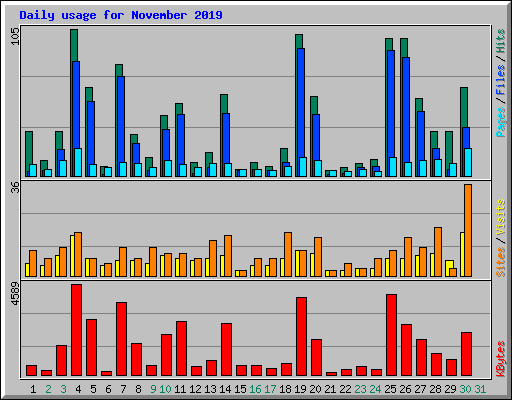 Daily usage for November 2019
105
Pages / Files / Hits
36
Sites / Visits
4589
KBytes
1 2 3 4 5 6 7 8 9 10 11 12 13 14 15 16 17 18 19 20 21 22 23 24 25 26 27 28 29 30 31